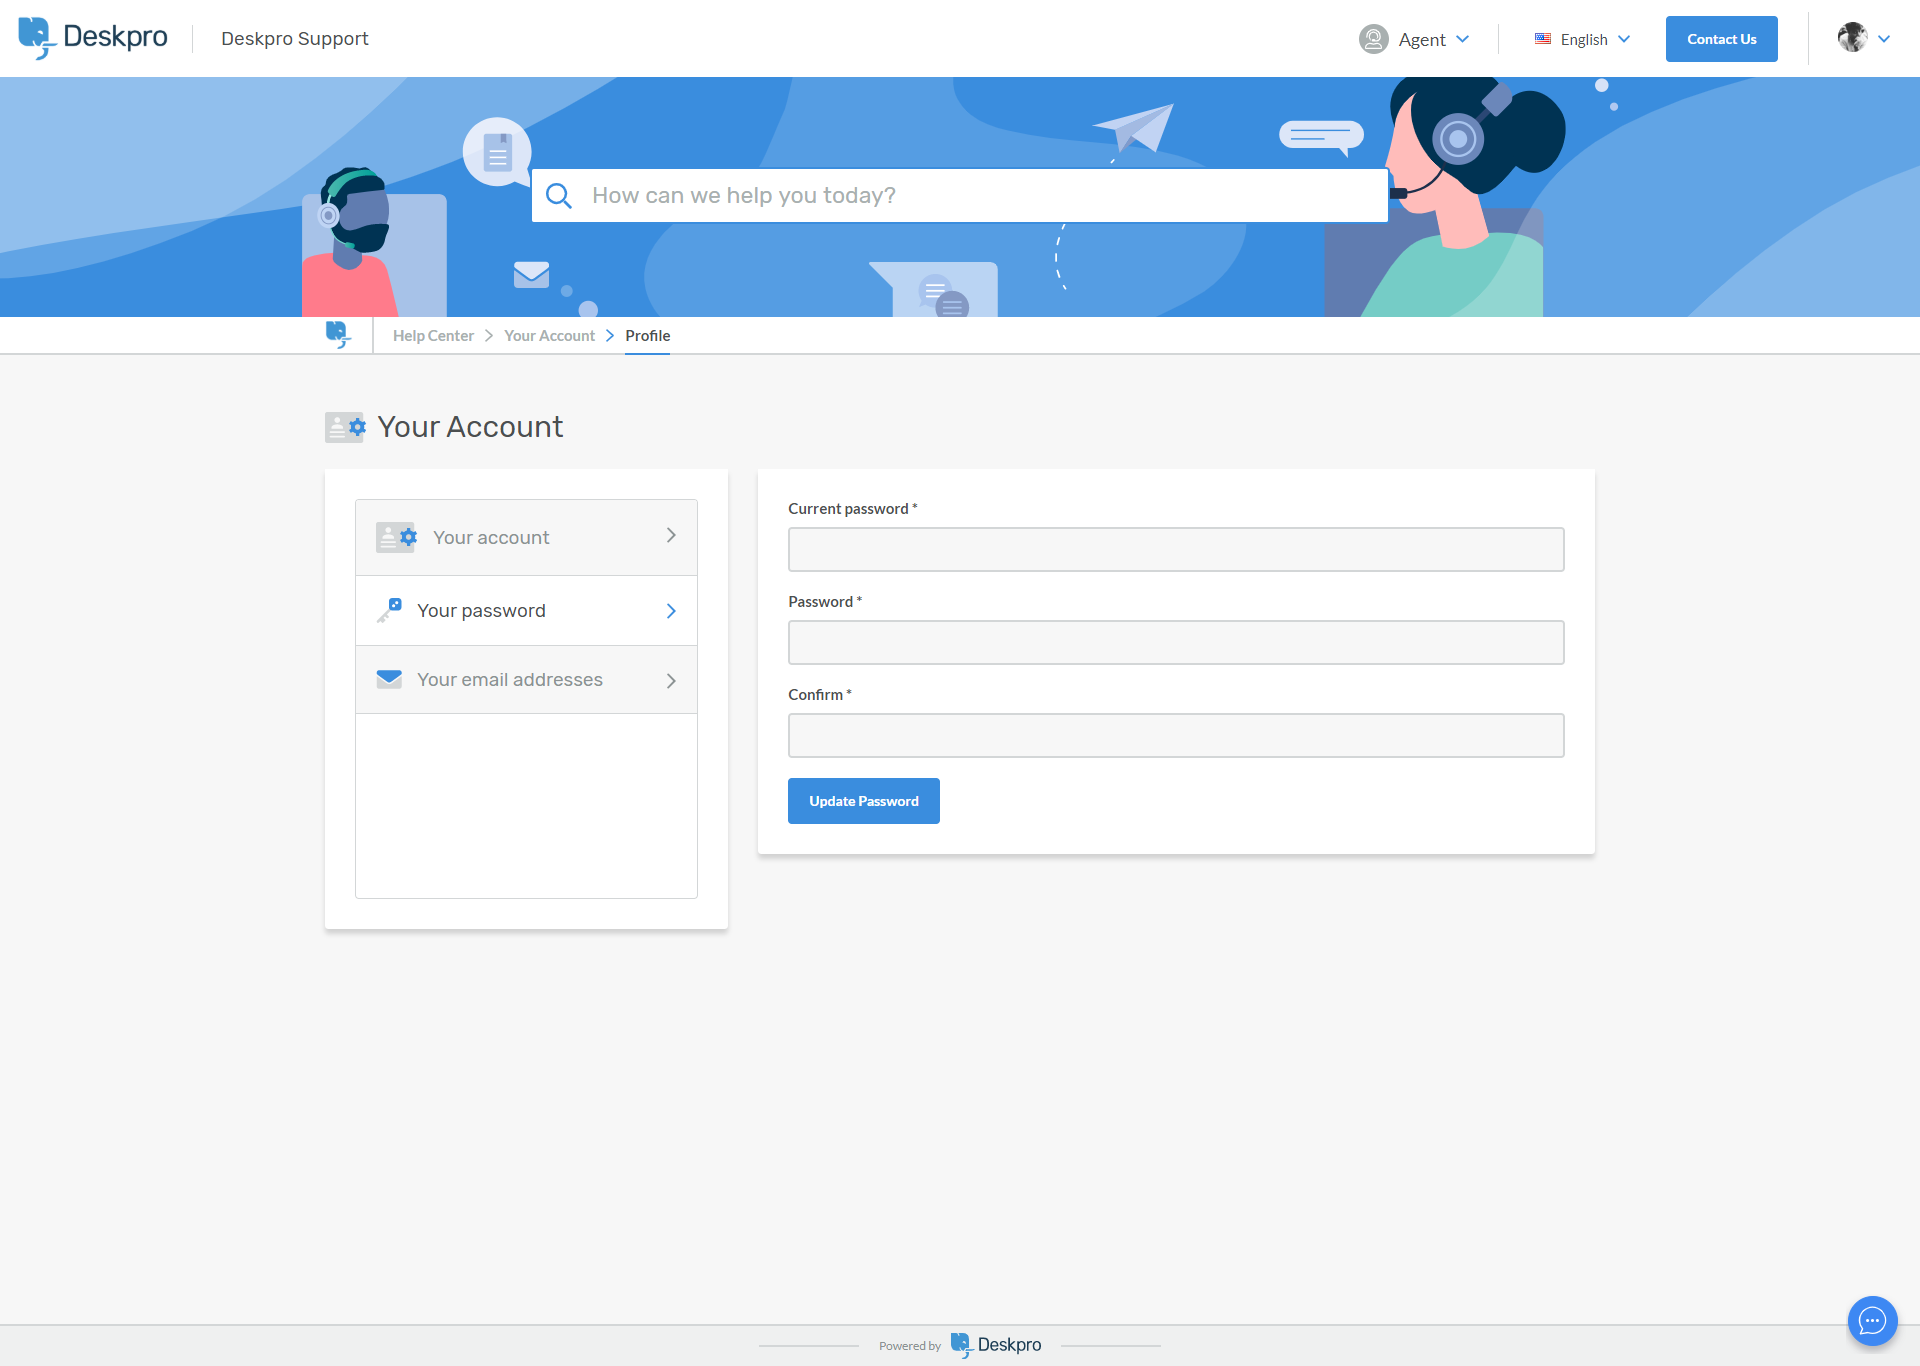 Deskpro
Deskpro Support
Agent
English
Contact Us
How can we help you today?
Help Center
Your Account
Profile
Your Account
Your account
Your password
Your email addresses
Current password *
Password *
Confirm *
Update Password
Powered by Deskpro